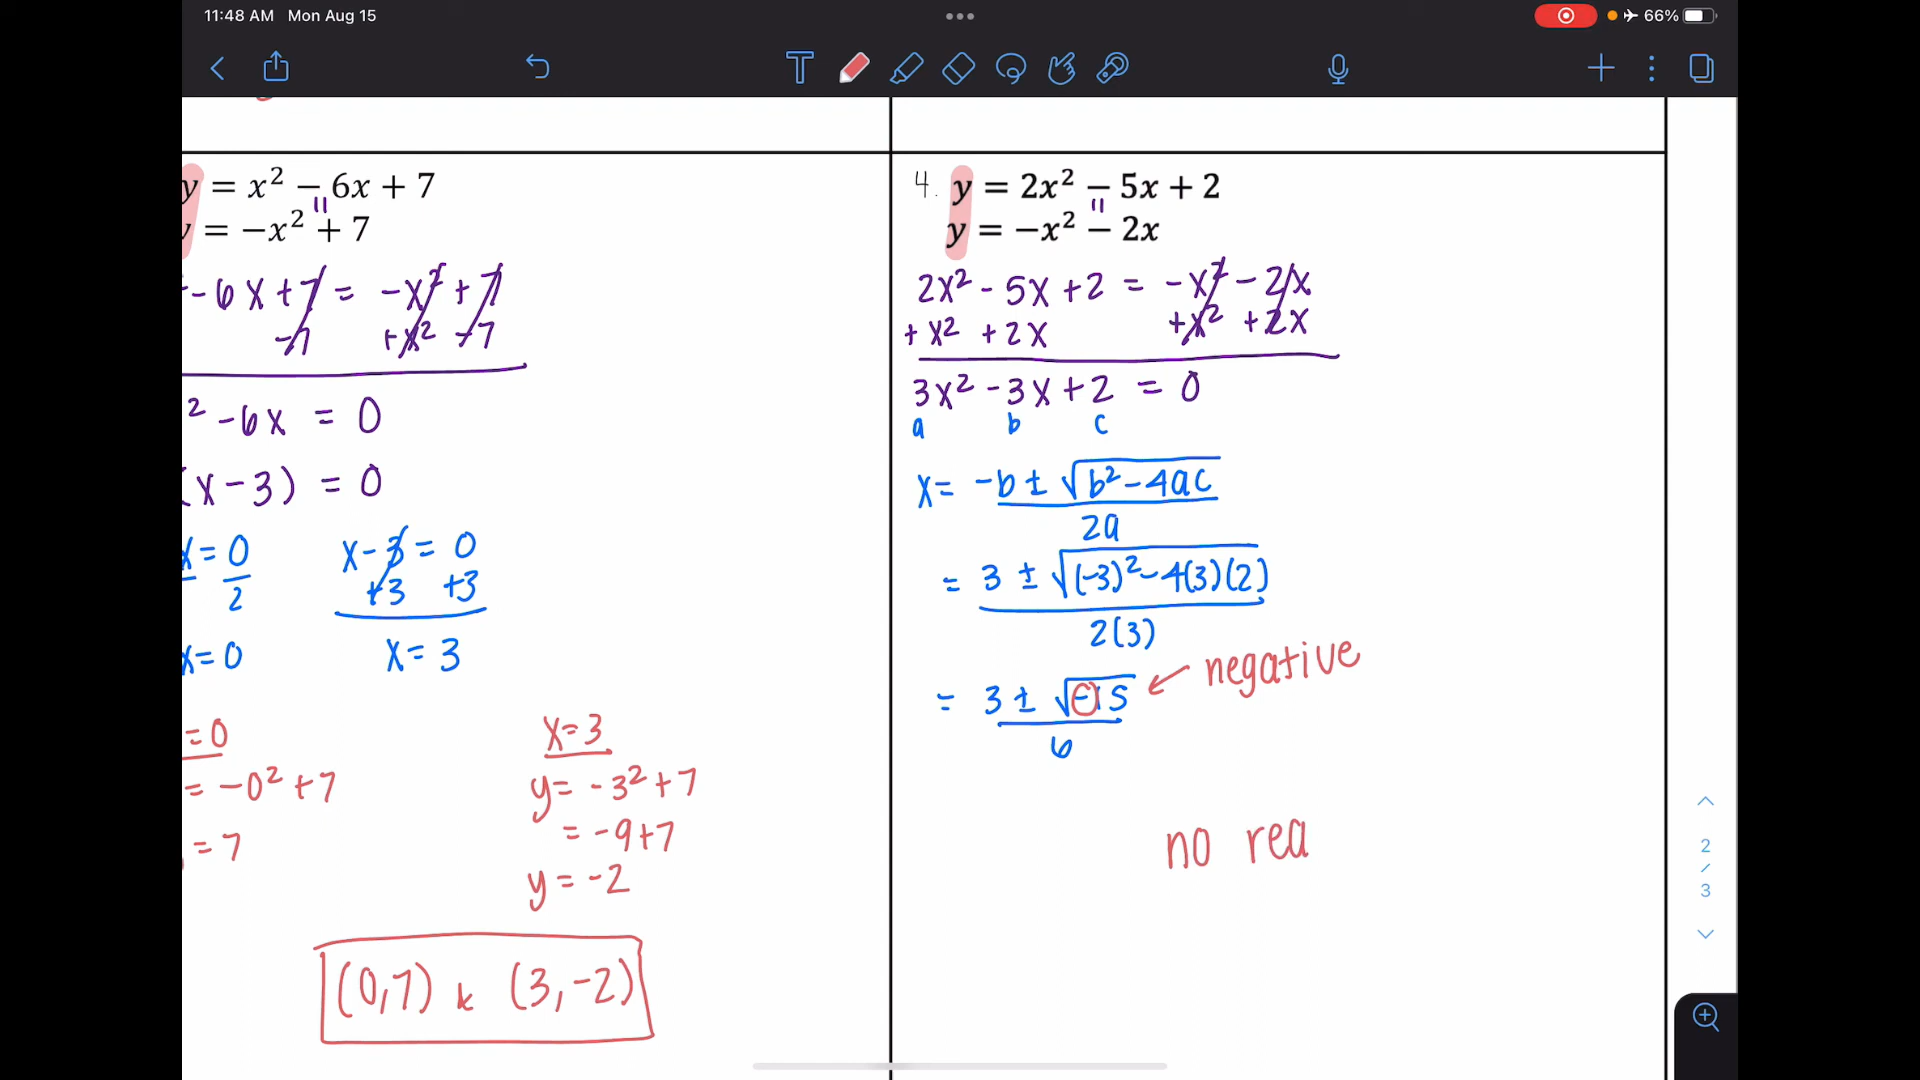 11:48 AM Mon Aug 15
66%
y = x² − 6x + 7
y = −x² + 7
-6x+7 = -x²+7
-7 +x² -7
² -6x = 0
(x-3) = 0
x=0
2
x=0
x-3=0
+3 +3
x=3
=0
= -0²+7
=7
x=3
y= -3²+7
= -9+7
y= -2
(0,7) & (3,-2)
4. y = 2x² − 5x + 2
y = −x² − 2x
2x² - 5x +2 = -x² - 2x
+x² +2x +x² +2x
3x² -3x +2 = 0
a b c
x= -b ± √b²-4ac
2a
= 3 ± √(-3)²-4(3)(2)
2(3)
negative
= 3 ± √-15
6
no rea
2
/
3